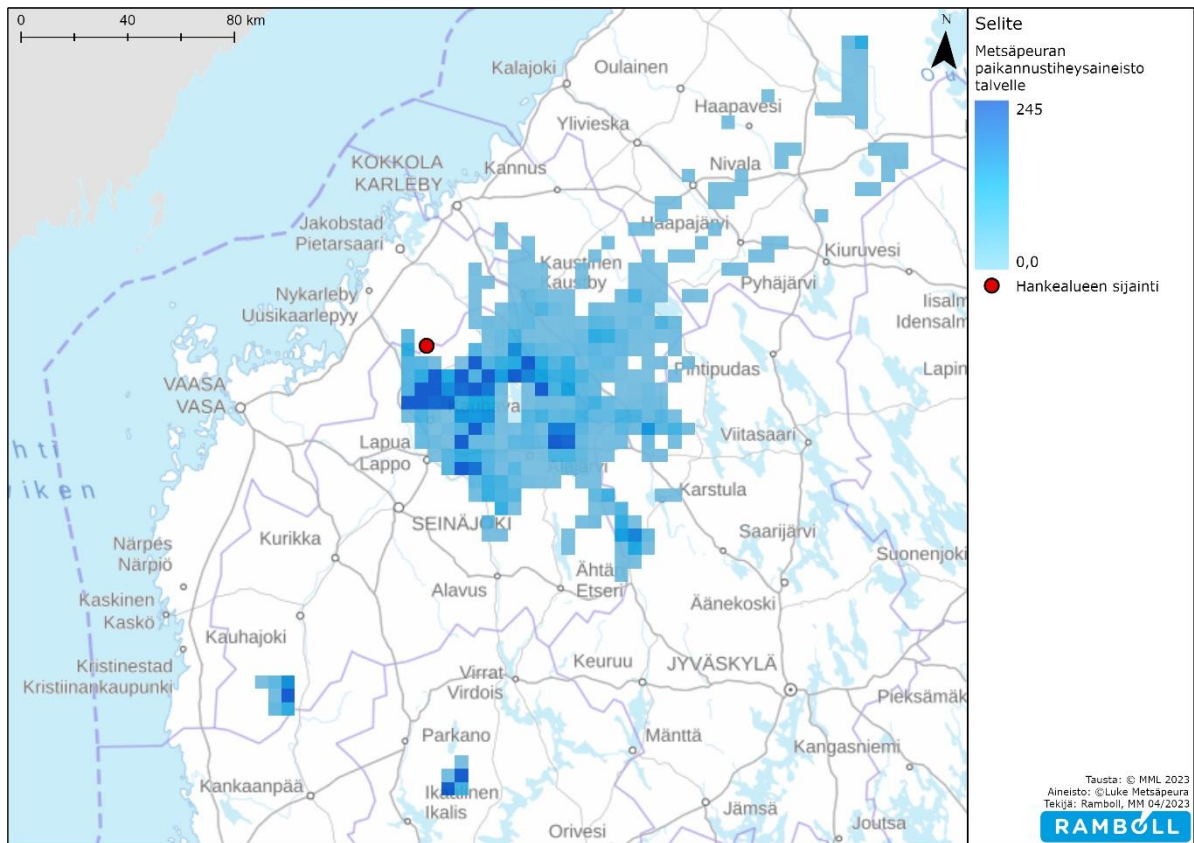 0 40 80 km
N
Selite
Metsäpeuran
paikannustiheysaineisto
talvelle
245
0,0
Hankealueen sijainti
Kalajoki
Oulainen
Haapavesi
Ylivieska
Nivala
KOKKOLA
KARLEBY
Kannus
Jakobstad
Pietarsaari
Haapajärvi
Kiuruvesi
Kaustinen
Kaustby
Pyhäjärvi
Nykarleby
Uusikaarlepyy
Iisalm
Idensalm
VAASA
VASA
Pihtipudas
Lapin
Lapua
Lappo
Viitasaari
h t i
v i k e n
Karstula
SEINÄJOKI
Saarijärvi
Närpes
Närpiö
Kurikka
Suonenjoki
Alavus
Ähtäri
Etseri
Kaskinen
Kaskö
Äänekoski
Kauhajoki
Kristinestad
Kristiinankaupunki
Virrat
Virdois
Keuruu
JYVÄSKYLÄ
Pieksämäk
Parkano
Mänttä
Kangasniemi
Kankaanpää
Ikaalinen
Ikalis
Jämsä
Orivesi
Joutsa
Tausta: © MML 2023
Aineisto: ©Luke Metsäpeura
Tekijä: Ramboll, MM 04/2023
RAMBOLL